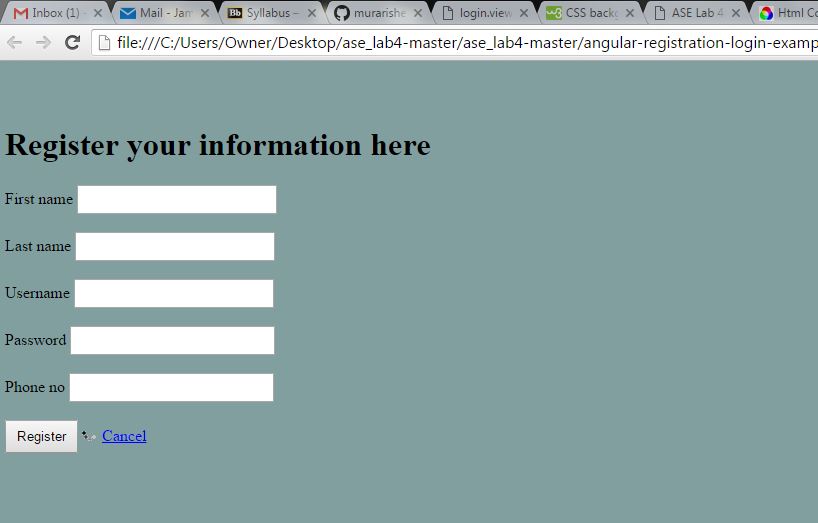 Inbox (1) - Mail - Jam Syllabus – murarishe login.view CSS backg ASE Lab 4 Html Co
file:///C:/Users/Owner/Desktop/ase_lab4-master/ase_lab4-master/angular-registration-login-examp
Register your information here
First name
Last name
Username
Password
Phone no
Register Cancel